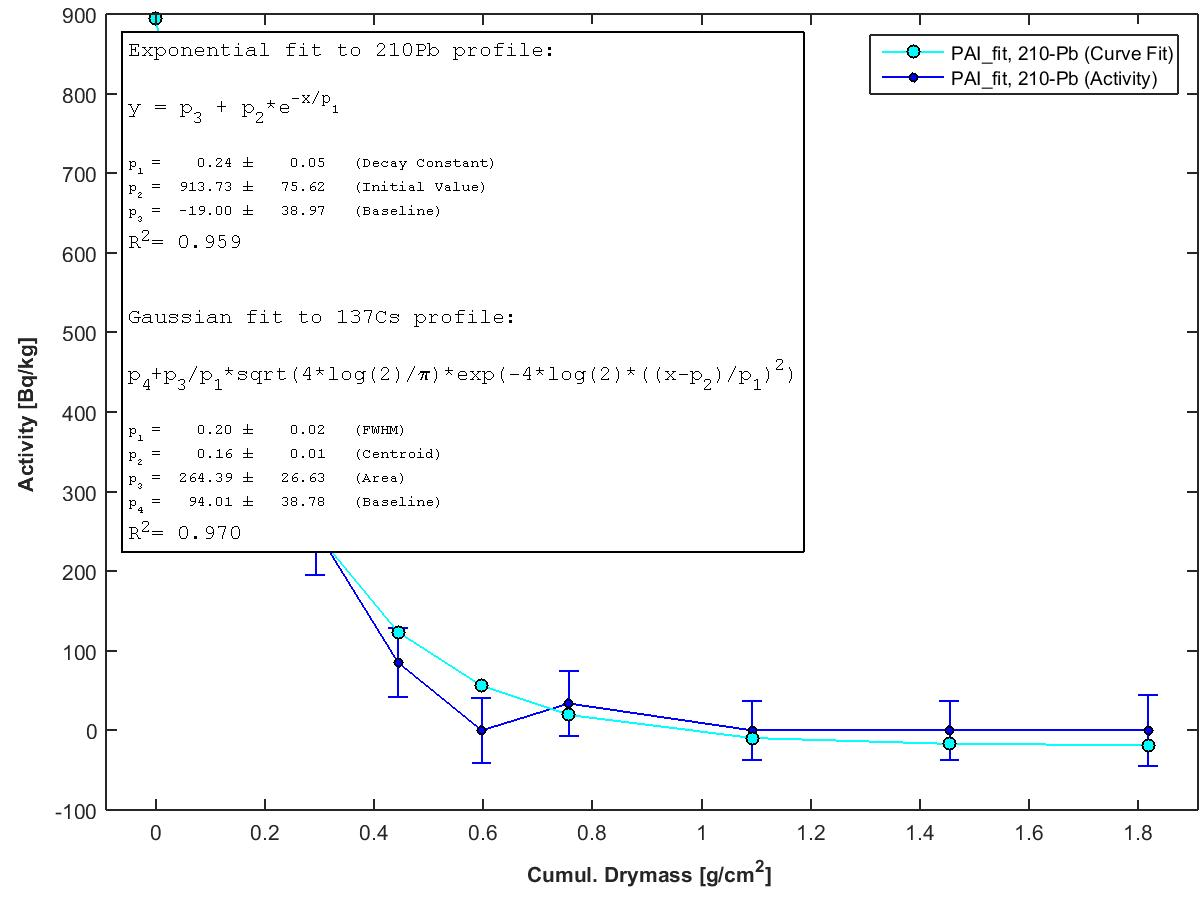 Exponential fit to 210Pb profile:
y = p3 + p2*e^-x/p1
p1 = 0.24 ± 0.05 (Decay Constant)
p2 = 913.73 ± 75.62 (Initial Value)
p3 = -19.00 ± 38.97 (Baseline)
R2= 0.959
Gaussian fit to 137Cs profile:
p4+p3/p1*sqrt(4*log(2)/π)*exp(-4*log(2)*((x-p2)/p1)2)
p1 = 0.20 ± 0.02 (FWHM)
p2 = 0.16 ± 0.01 (Centroid)
p3 = 264.39 ± 26.63 (Area)
p4 = 94.01 ± 38.78 (Baseline)
R2= 0.970
PAI_fit, 210-Pb (Curve Fit)
PAI_fit, 210-Pb (Activity)
900
800
700
600
500
400
300
200
100
0
-100
Activity [Bq/kg]
0 0.2 0.4 0.6 0.8 1 1.2 1.4 1.6 1.8
Cumul. Drymass [g/cm2]